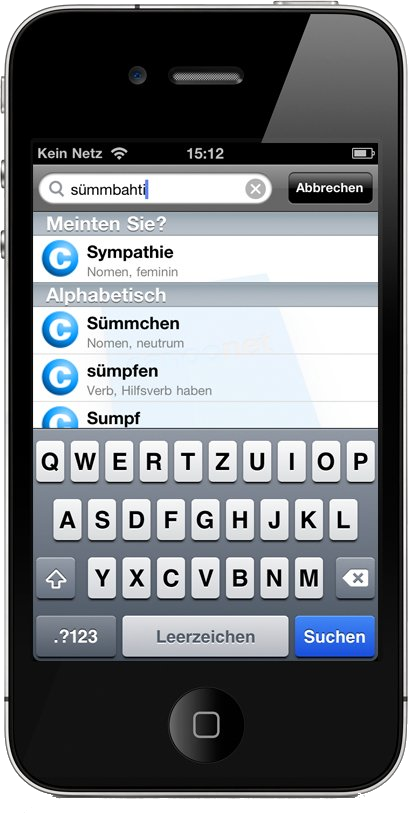 Kein Netz 15:12
sümmbahti Abbrechen
Meinten Sie?
C Sympathie
Nomen, feminin
Alphabetisch
C Sümmchen
Nomen, neutrum
C sümpfen
Verb, Hilfsverb haben
C Sumpf
Q W E R T Z U I O P
A S D F G H J K L
Y X C V B N M
.?123 Leerzeichen Suchen